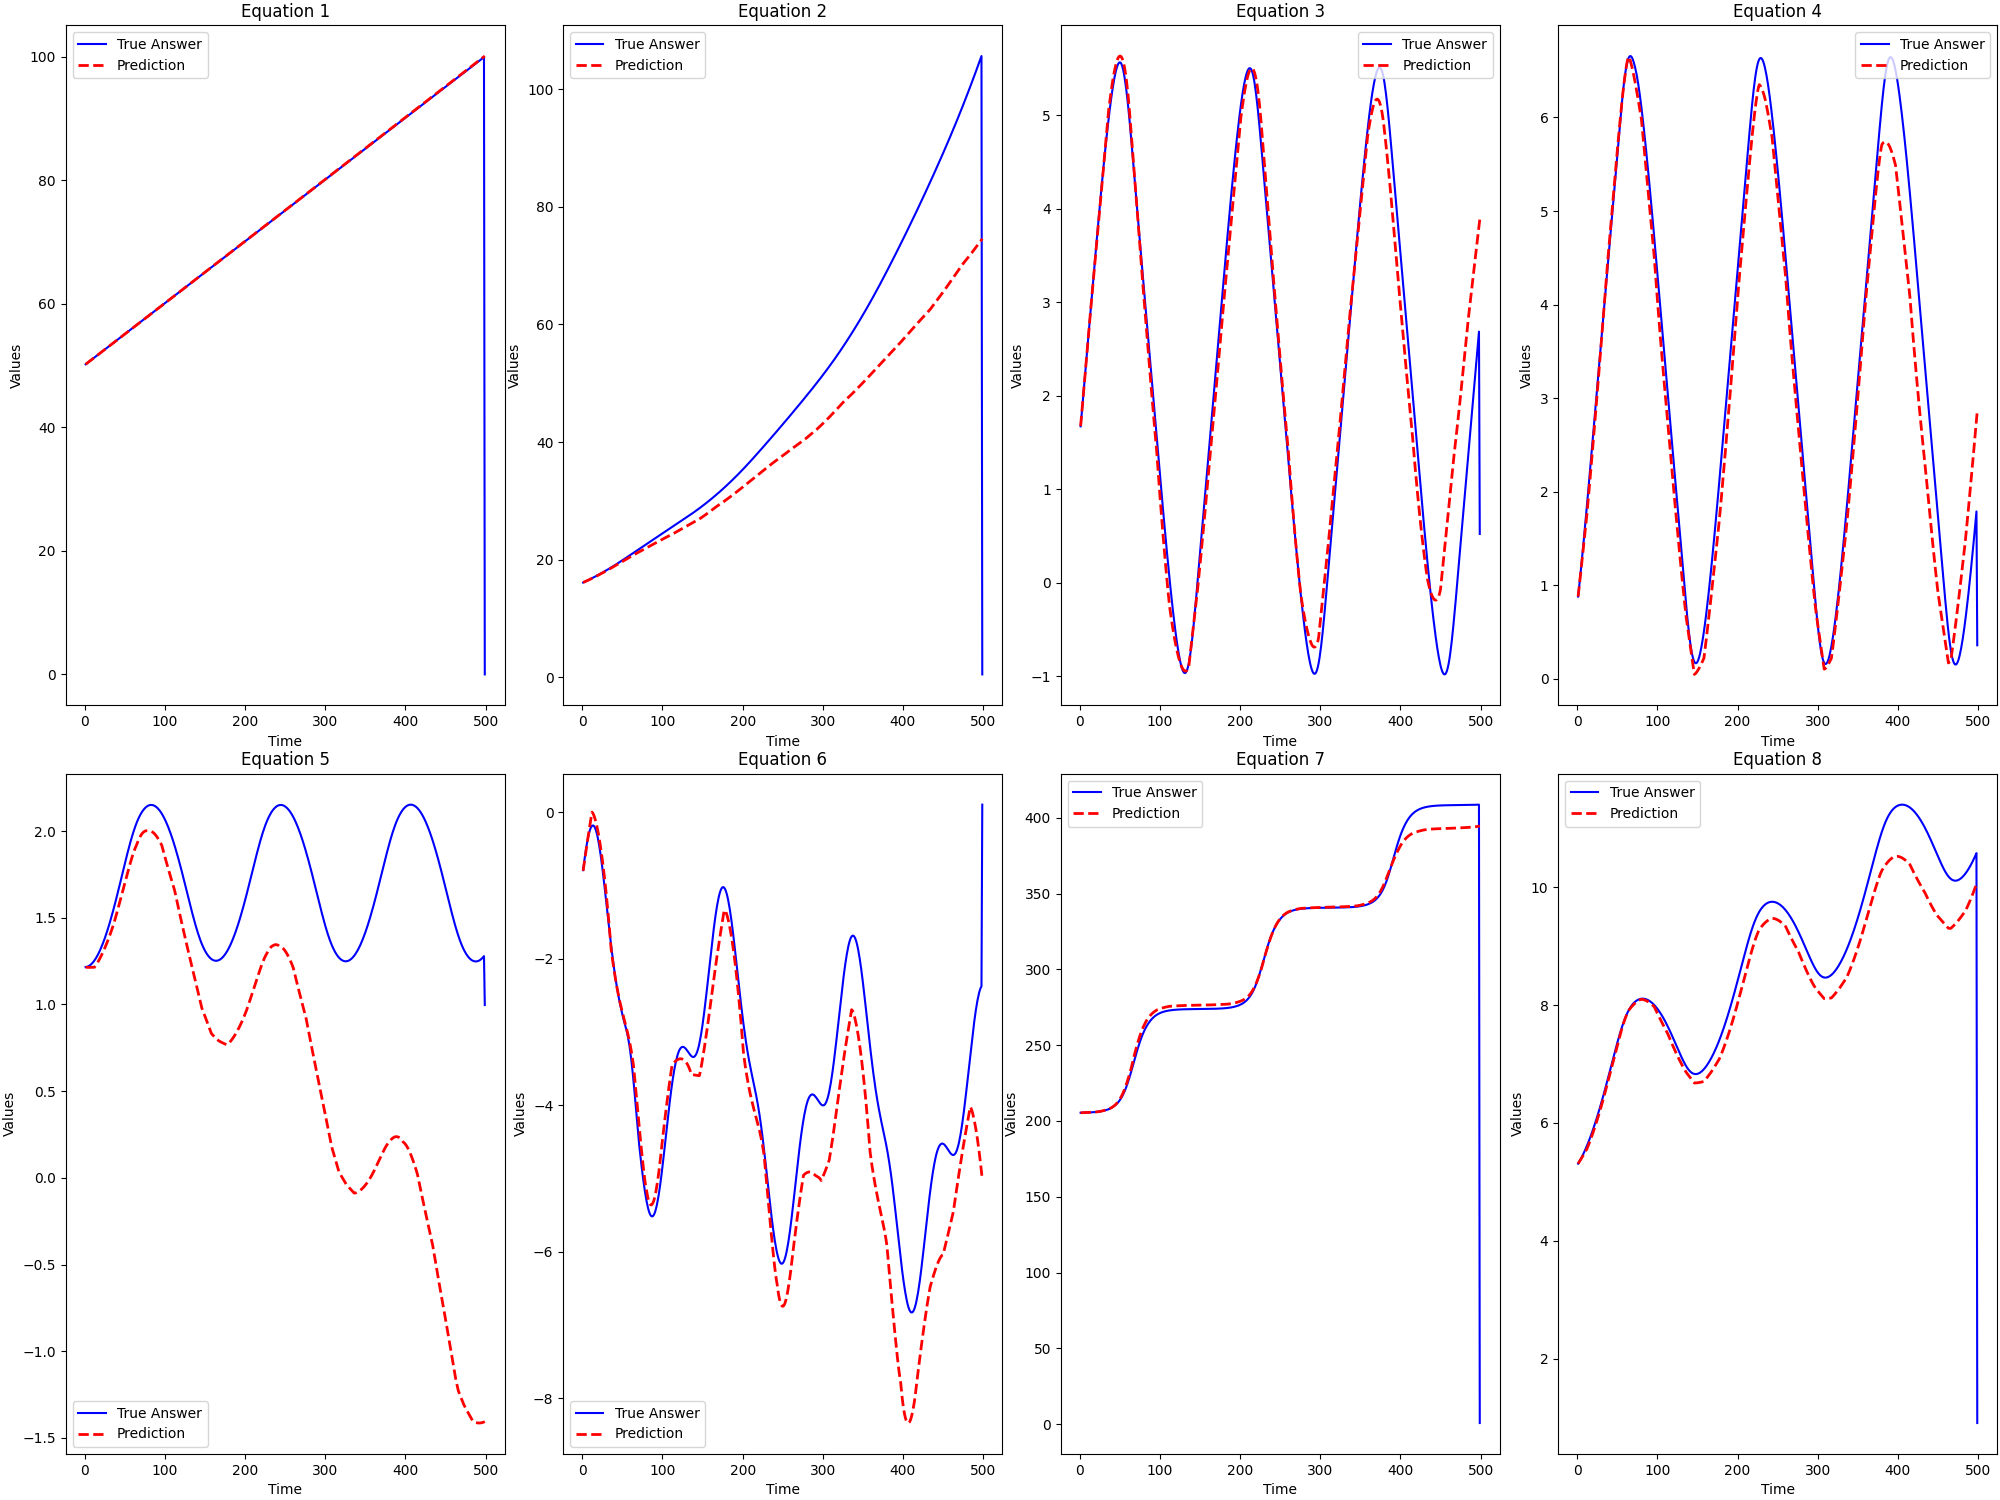 Equation 1
True Answer
Prediction
100
80
60
40
20
0
Values
0 100 200 300 400 500
Time
Equation 2
True Answer
Prediction
100
80
60
40
20
0
Values
0 100 200 300 400 500
Time
Equation 3
True Answer
Prediction
5
4
3
2
1
0
−1
Values
0 100 200 300 400 500
Time
Equation 4
True Answer
Prediction
6
5
4
3
2
1
0
Values
0 100 200 300 400 500
Time
Equation 5
2.0
1.5
1.0
0.5
0.0
−0.5
−1.0
−1.5
Values
True Answer
Prediction
0 100 200 300 400 500
Time
Equation 6
0
−2
−4
−6
−8
Values
True Answer
Prediction
0 100 200 300 400 500
Time
Equation 7
True Answer
Prediction
400
350
300
250
200
150
100
50
0
Values
0 100 200 300 400 500
Time
Equation 8
True Answer
Prediction
10
8
6
4
2
Values
0 100 200 300 400 500
Time